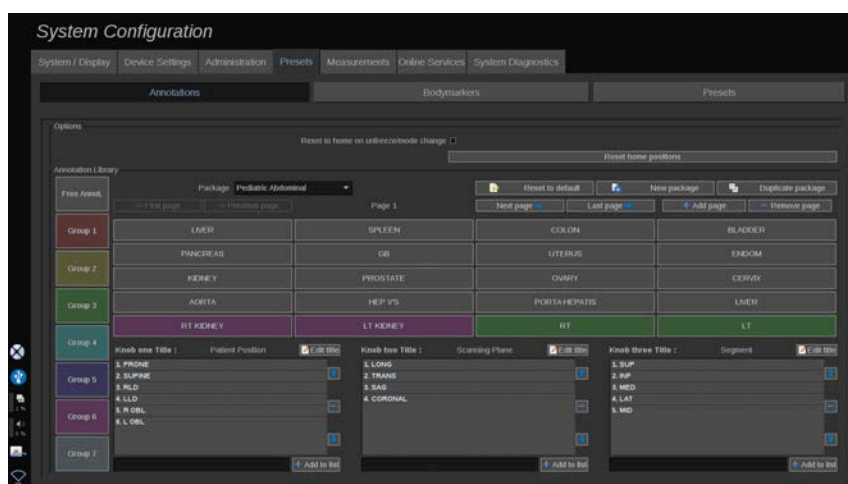 System Configuration
System / Display Device Settings Administration Presets Measurements Online Services System Diagnostics
Annotations Bodymarkers Presets
Options
Reset to home on unfreeze/mode change
Reset home positions
Annotation Library
Free Annot. Package Pediatric Abdominal Reset to default New package Duplicate package
First page Previous page Page 1 Next page Last page Add page Remove page
Group 1 LIVER SPLEEN COLON BLADDER
PANCREAS GB UTERUS ENDOM
Group 2
KIDNEY PROSTATE OVARY CERVIX
Group 3 AORTA HEP V'S PORTA HEPATIS LIVER
RT KIDNEY LT KIDNEY RT LT
Group 4
Knob one Title : Patient Position Edit title Knob two Title : Scanning Plane Edit title Knob three Title : Segment Edit title
1. PRONE 1. LONG 1. SUP
2. SUPINE 2. TRANS 2. INF
Group 5
3. RLD 3. SAG 3. MED
4. LLD 4. CORONAL 4. LAT
5. R OBL 5. MID
Group 6
6. L OBL
Group 7
Add to list Add to list Add to list